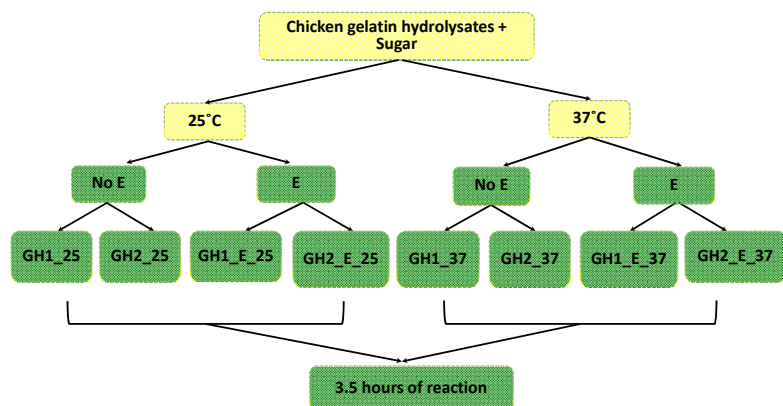 Chicken gelatin hydrolysates +
Sugar
25˚C
37˚C
No E
E
No E
E
GH1_25
GH2_25
GH1_E_25
GH2_E_25
GH1_37
GH2_37
GH1_E_37
GH2_E_37
3.5 hours of reaction